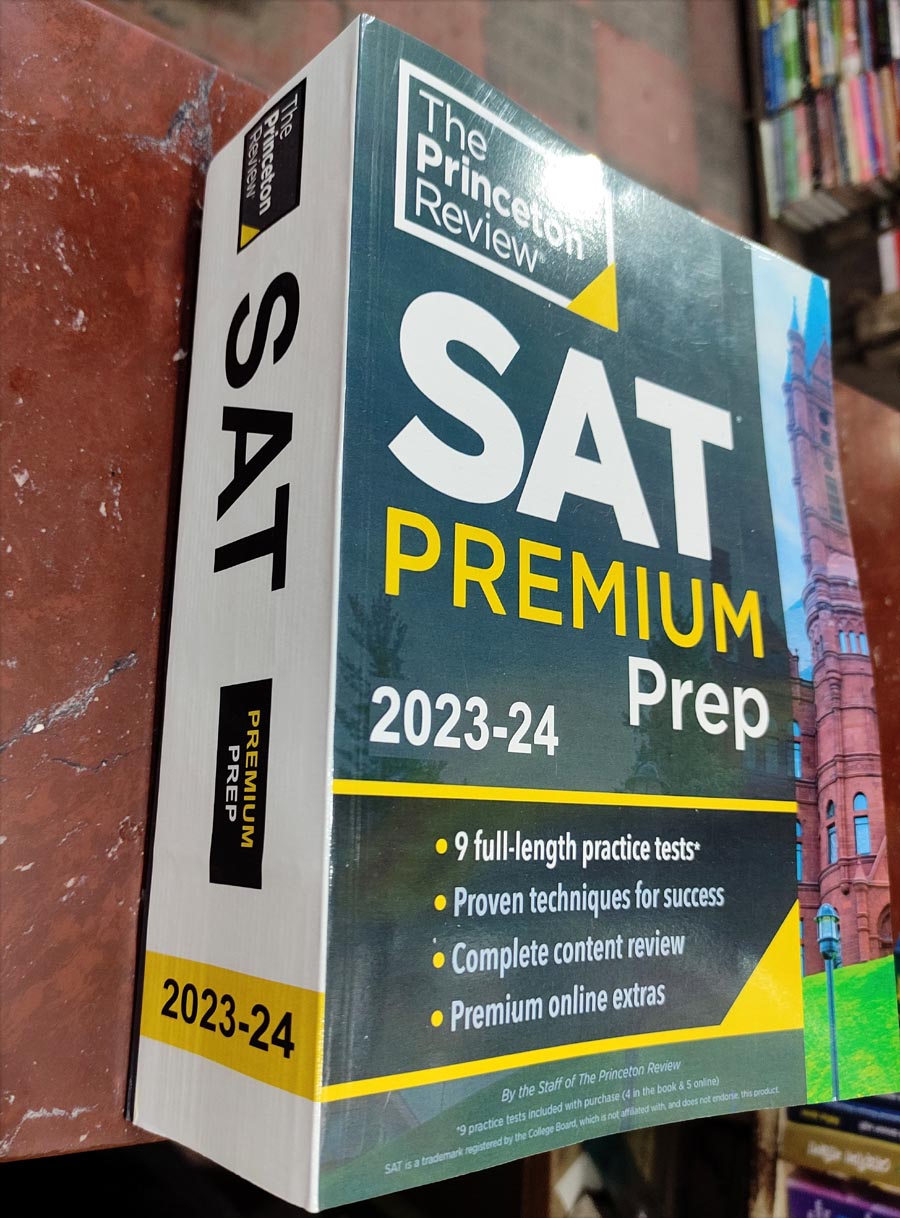 The
Princeton
Review
SAT
PREMIUM
PREP
2023-24
The
Princeton
Review
SAT
PREMIUM
Prep
2023-24
• 9 full-length practice tests*
• Proven techniques for success
• Complete content review
• Premium online extras
By the Staff of The Princeton Review
*9 practice tests included with purchase (4 in the book & 5 online)
SAT is a trademark registered by the College Board, which is not affiliated with, and does not endorse, this product.